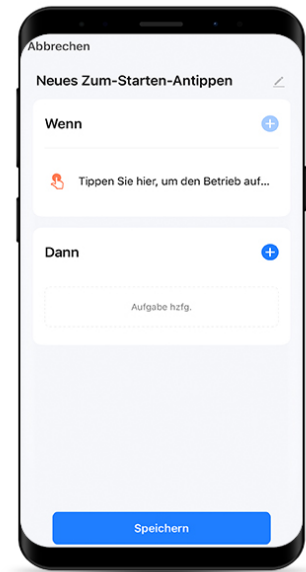 Abbrechen
Neues Zum-Starten-Antippen
Wenn
Tippen Sie hier, um den Betrieb auf...
Dann
Aufgabe hzfg.
Speichern